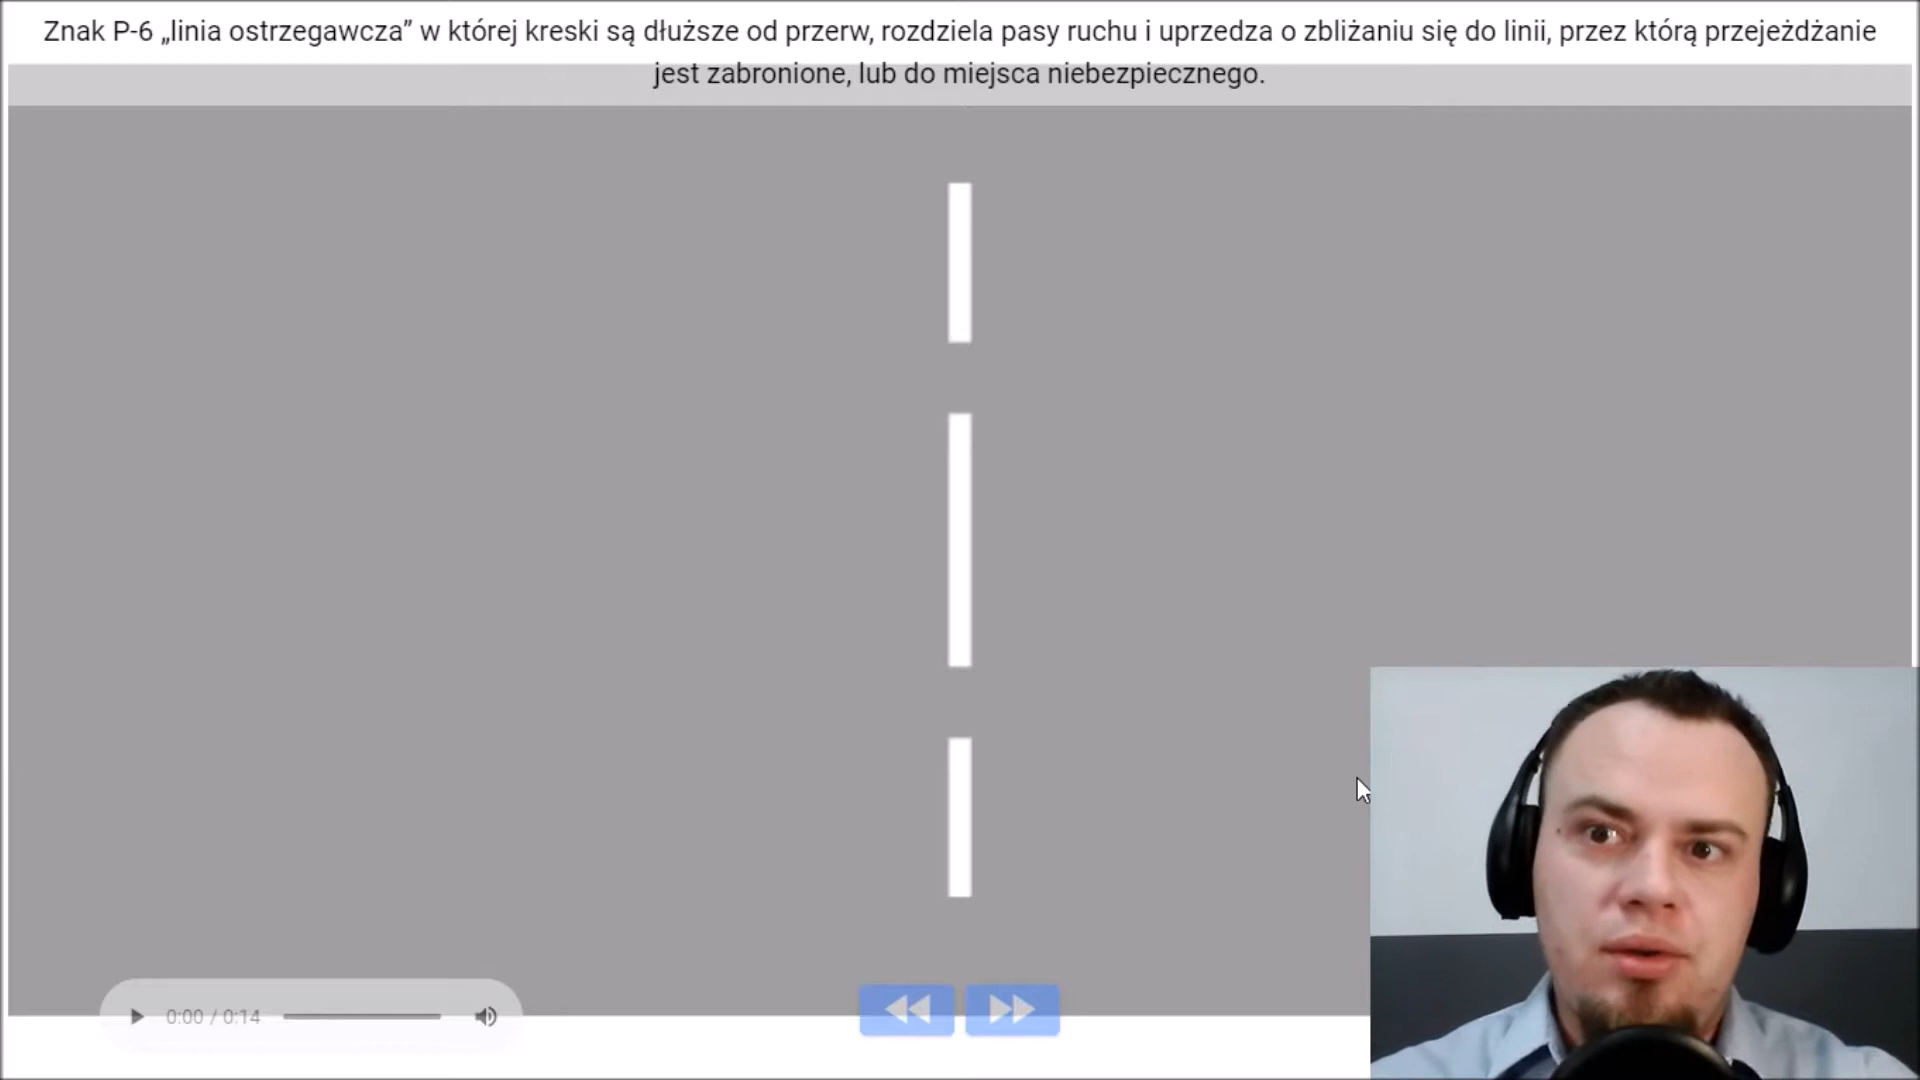 Znak P-6 „linia ostrzegawcza” w której kreski są dłuższe od przerw, rozdziela pasy ruchu i uprzedza o zbliżaniu się do linii, przez którą przejeżdżanie
jest zabronione, lub do miejsca niebezpiecznego.
0:00 / 0:14